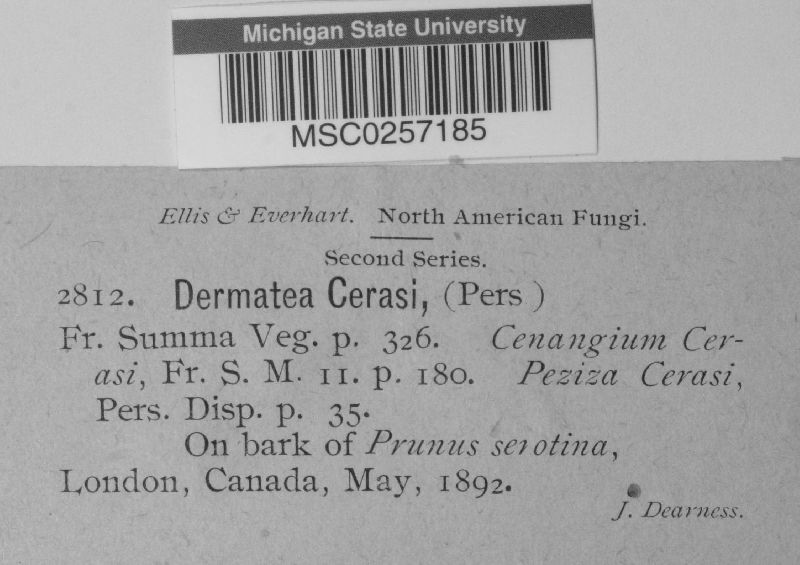 Michigan State University
MSC0257185
Ellis & Everhart. North American Fungi.
Second Series.
2812. Dermatea Cerasi, (Pers )
Fr. Summa Veg. p. 326. Cenangium Cer-
asi, Fr. S. M. 11. p. 180. Peziza Cerasi,
Pers. Disp. p. 35.
On bark of Prunus serotina,
London, Canada, May, 1892.
J. Dearness.